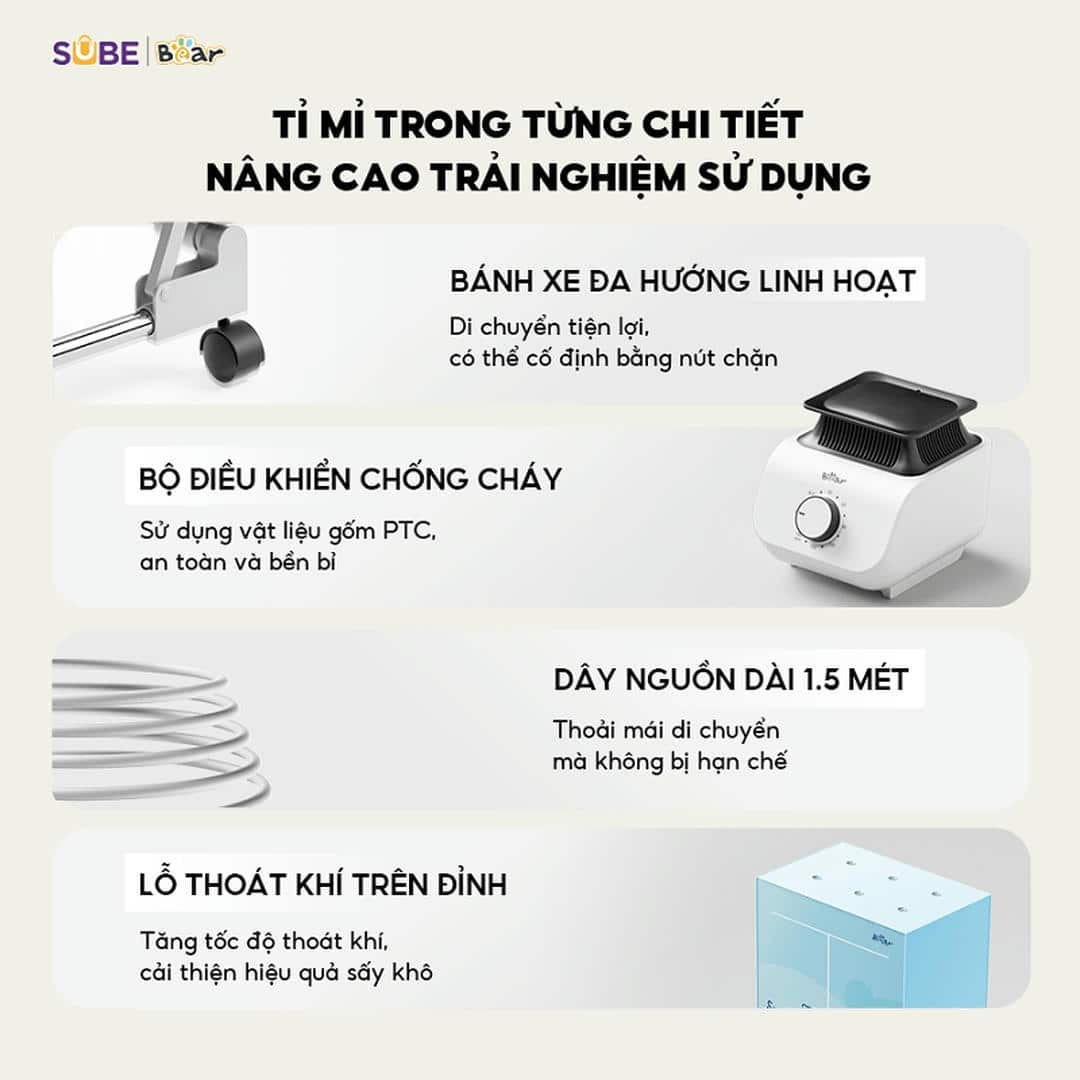 SUBE | Bear
TỈ MỈ TRONG TỪNG CHI TIẾT
NÂNG CAO TRẢI NGHIỆM SỬ DỤNG
BÁNH XE ĐA HƯỚNG LINH HOẠT
Di chuyển tiện lợi,
có thể cố định bằng nút chặn
BỘ ĐIỀU KHIỂN CHỐNG CHÁY
Sử dụng vật liệu gốm PTC,
an toàn và bền bỉ
Bear
DÂY NGUỒN DÀI 1.5 MÉT
Thoải mái di chuyển
mà không bị hạn chế
LỖ THOÁT KHÍ TRÊN ĐỈNH
Tăng tốc độ thoát khí,
cải thiện hiệu quả sấy khô
Bear